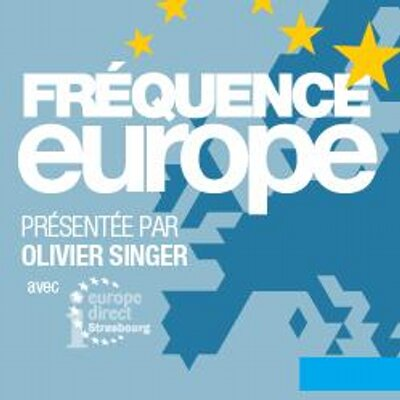 FRÉQUENCE
europe
PRÉSENTÉE PAR
OLIVIER SINGER
avec
europe
direct
Strasbourg